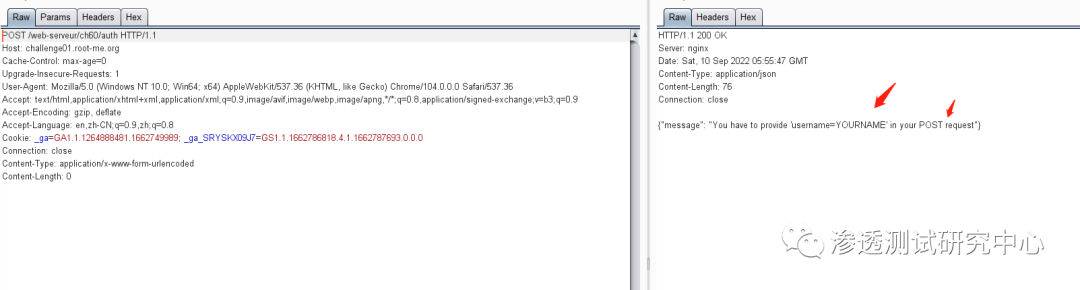 Raw Params Headers Hex
POST /web-serveur/ch60/auth HTTP/1.1
Host: challenge01.root-me.org
Cache-Control: max-age=0
Upgrade-Insecure-Requests: 1
User-Agent: Mozilla/5.0 (Windows NT 10.0; Win64; x64) AppleWebKit/537.36 (KHTML, like Gecko) Chrome/104.0.0.0 Safari/537.36
Accept: text/html,application/xhtml+xml,application/xml;q=0.9,image/avif,image/webp,image/apng,*/*;q=0.8,application/signed-exchange;v=b3;q=0.9
Accept-Encoding: gzip, deflate
Accept-Language: en,zh-CN;q=0.9,zh;q=0.8
Cookie: _ga=GA1.1.1264888481.1662749989; _ga_SRYSKX09J7=GS1.1.1662786818.4.1.1662787693.0.0.0
Connection: close
Content-Type: application/x-www-form-urlencoded
Content-Length: 0
Raw Headers Hex
HTTP/1.1 200 OK
Server: nginx
Date: Sat, 10 Sep 2022 05:55:47 GMT
Content-Type: application/json
Content-Length: 76
Connection: close
{"message": "You have to provide 'username=YOURNAME' in your POST request"}
渗透测试研究中心